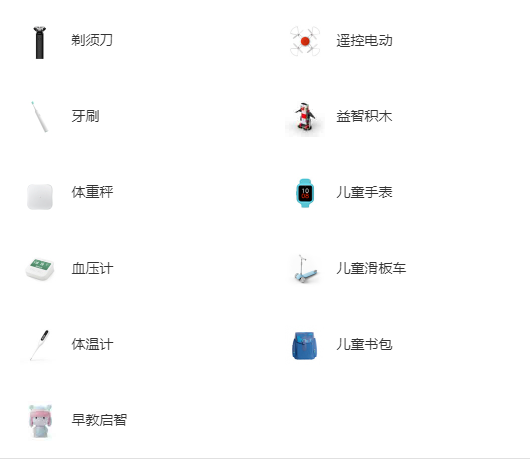 剃须刀
牙刷
体重秤
血压计
体温计
早教启智
遥控电动
益智积木
儿童手表
儿童滑板车
儿童书包